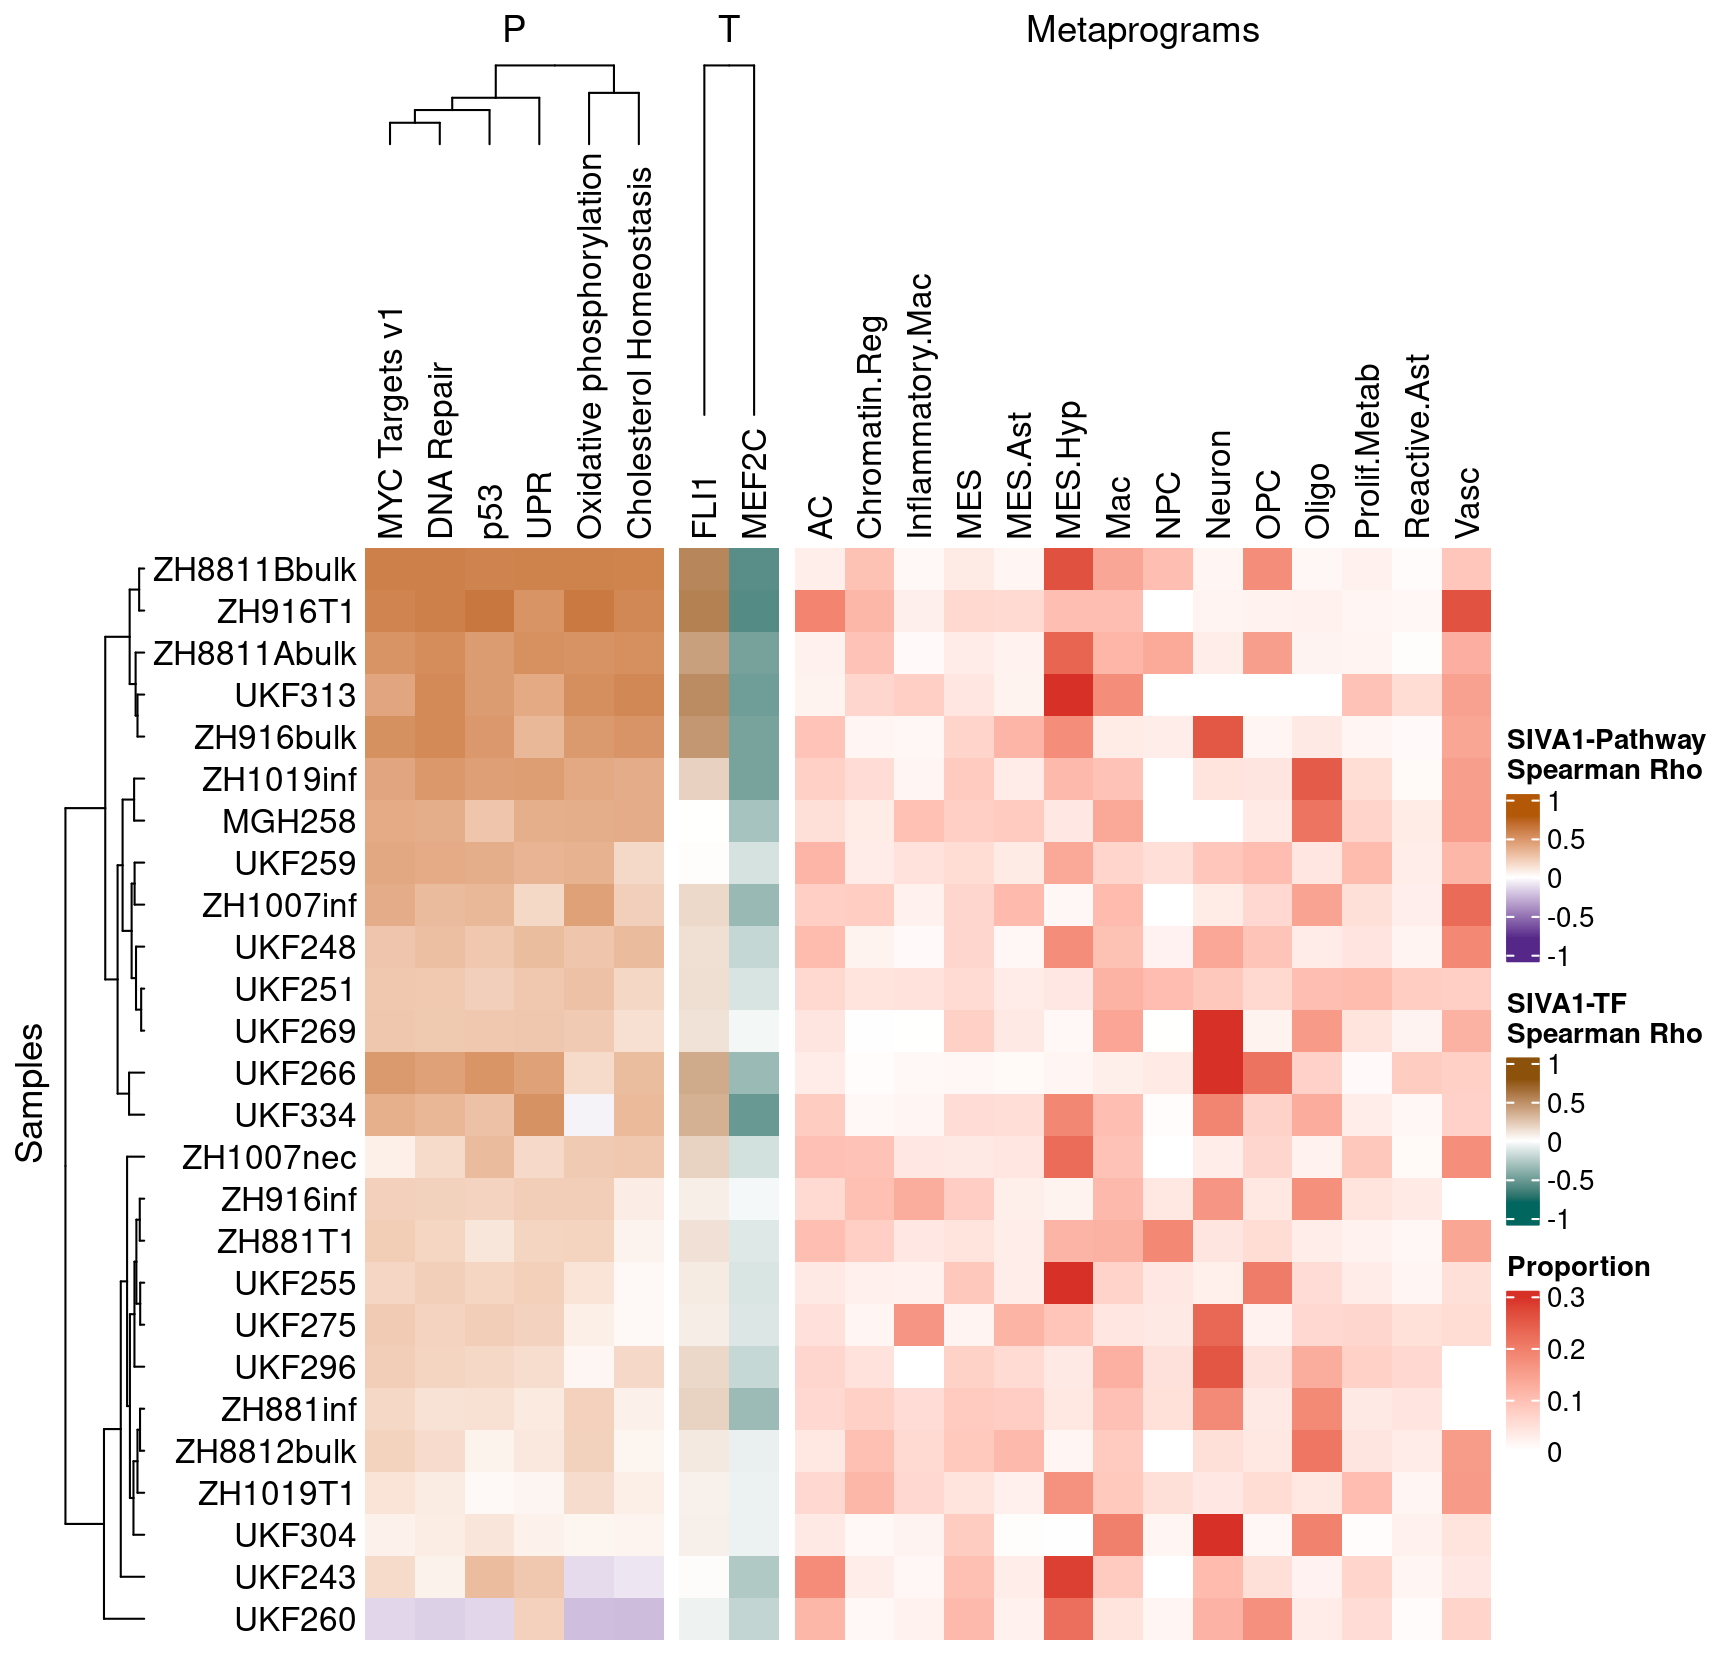 P
T
Metaprograms
MYC Targets v1
DNA Repair
p53
UPR
Oxidative phosphorylation
Cholesterol Homeostasis
FLI1
MEF2C
AC
Chromatin.Reg
Inflammatory.Mac
MES
MES.Ast
MES.Hyp
Mac
NPC
Neuron
OPC
Oligo
Prolif.Metab
Reactive.Ast
Vasc
Samples
ZH8811Bbulk
ZH916T1
ZH8811Abulk
UKF313
ZH916bulk
ZH1019inf
MGH258
UKF259
ZH1007inf
UKF248
UKF251
UKF269
UKF266
UKF334
ZH1007nec
ZH916inf
ZH881T1
UKF255
UKF275
UKF296
ZH881inf
ZH8812bulk
ZH1019T1
UKF304
UKF243
UKF260
SIVA1-Pathway
Spearman Rho
1
0.5
0
-0.5
-1
SIVA1-TF
Spearman Rho
1
0.5
0
-0.5
-1
Proportion
0.3
0.2
0.1
0